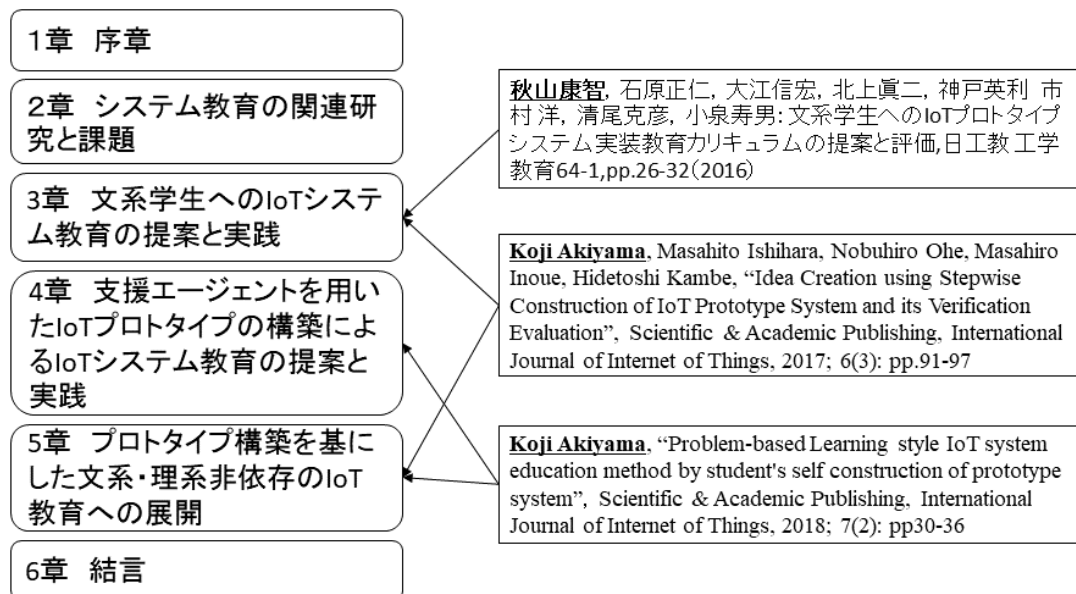 1章 序章
2章 システム教育の関連研
究と課題
3章 文系学生へのIoTシステ
ム教育の提案と実践
4章 支援エージェントを用い
たIoTプロトタイプの構築によ
るIoTシステム教育の提案と
実践
5章 プロトタイプ構築を基に
した文系・理系非依存のIoT
教育への展開
6章 結言
秋山康智, 石原正仁, 大江信宏, 北上眞二, 神戸英利 市
村 洋, 清尾克彦, 小泉寿男: 文系学生へのIoTプロトタイプ
システム実装教育カリキュラムの提案と評価,日工教 工学
教育64-1,pp.26-32(2016)
Koji Akiyama, Masahito Ishihara, Nobuhiro Ohe, Masahiro
Inoue, Hidetoshi Kambe, “Idea Creation using Stepwise
Construction of IoT Prototype System and its Verification
Evaluation”, Scientific & Academic Publishing, International
Journal of Internet of Things, 2017; 6(3): pp.91-97
Koji Akiyama, “Problem-based Learning style IoT system
education method by student's self construction of prototype
system”, Scientific & Academic Publishing, International
Journal of Internet of Things, 2018; 7(2): pp30-36